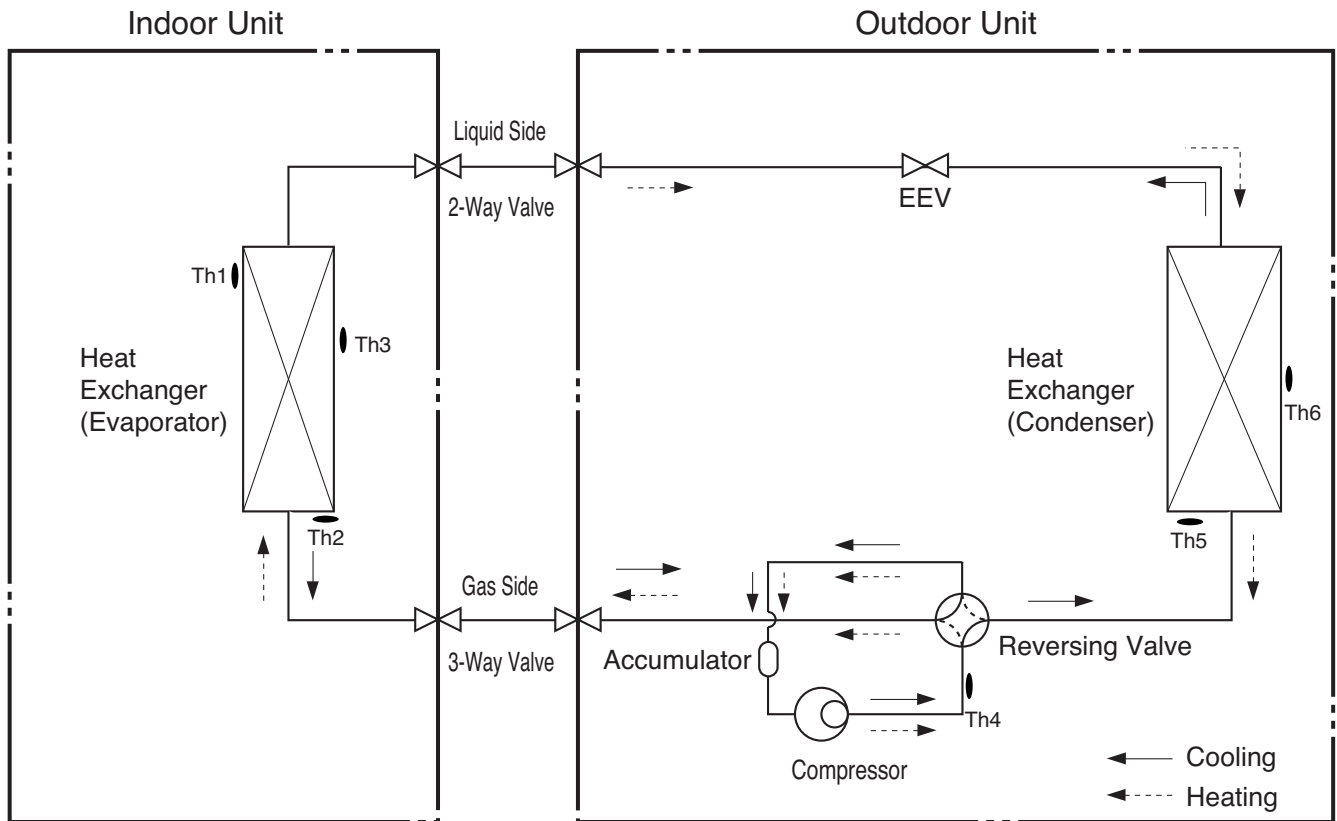 Indoor Unit
Outdoor Unit
Liquid Side
2-Way Valve
EEV
Th1
Th3
Heat
Exchanger
(Evaporator)
Th2
Heat
Exchanger
(Condenser)
Th6
Th5
Gas Side
3-Way Valve
Accumulator
Reversing Valve
Th4
Compressor
Cooling
Heating